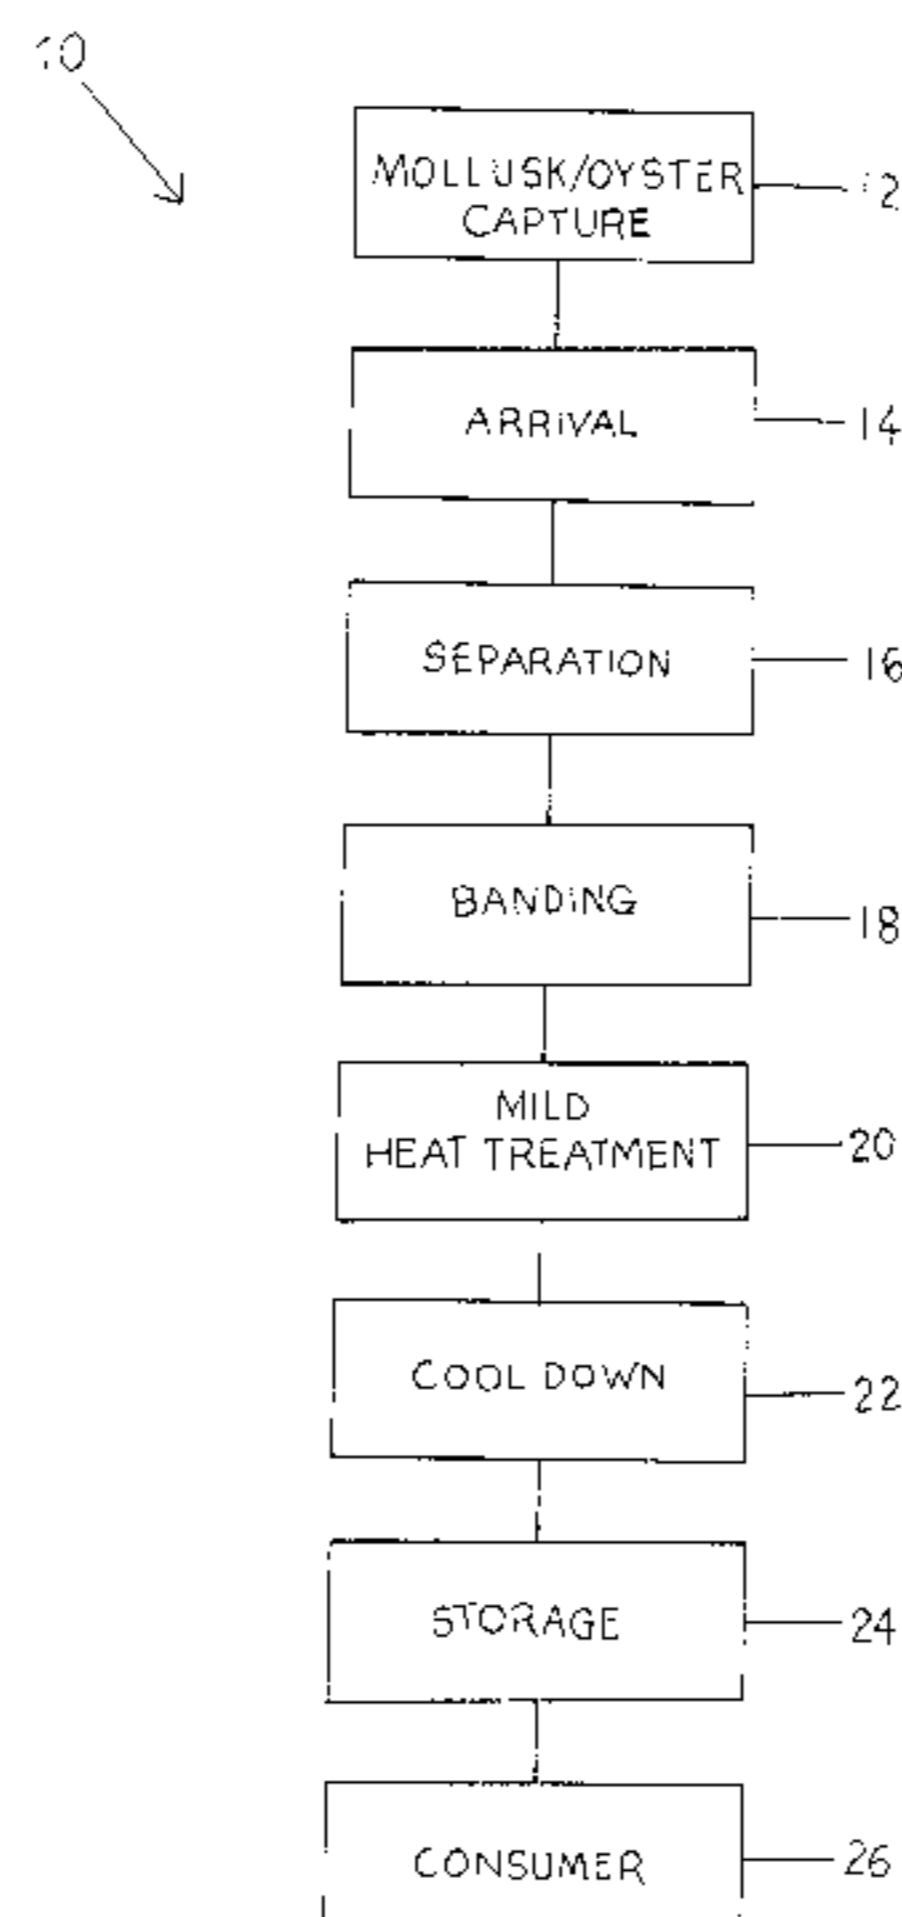 10
MOLLUSK/OYSTER
CAPTURE
12
ARRIVAL
14
SEPARATION
16
BANDING
18
MILD
HEAT TREATMENT
20
COOL DOWN
22
STORAGE
24
CONSUMER
26